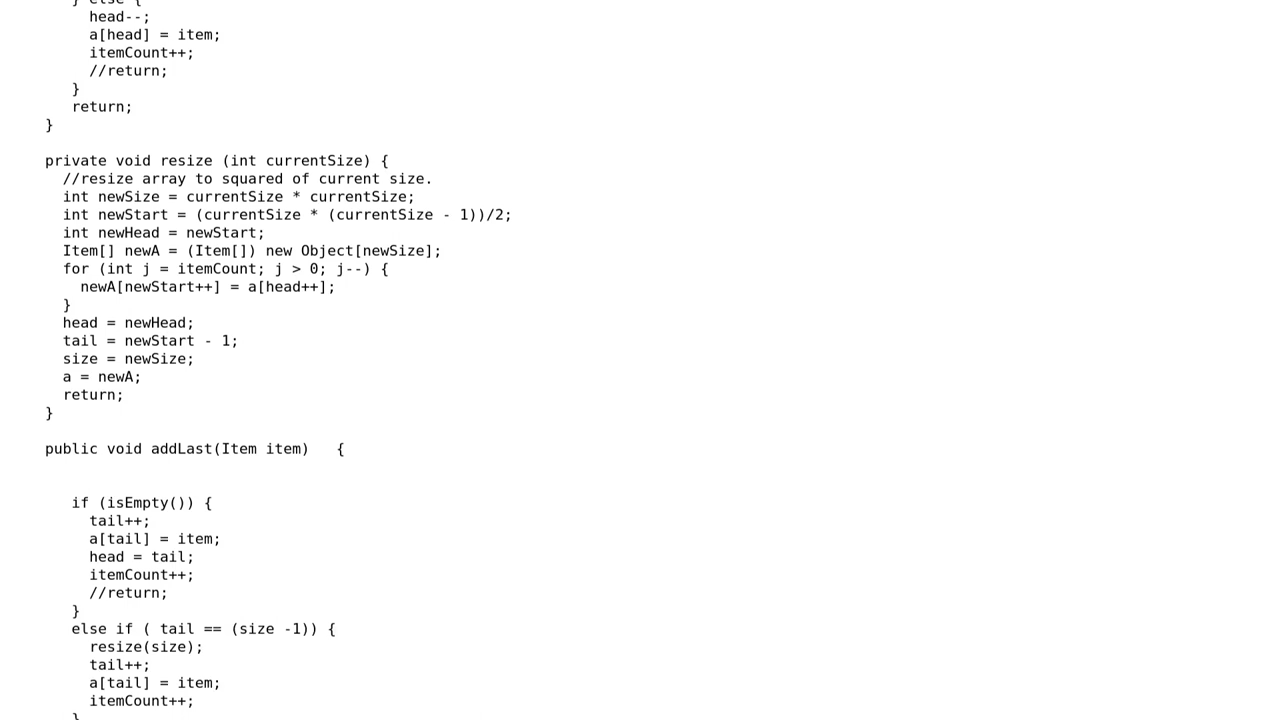 } else {
head--;
a[head] = item;
itemCount++;
//return;
}
return;
}
private void resize (int currentSize) {
//resize array to squared of current size.
int newSize = currentSize * currentSize;
int newStart = (currentSize * (currentSize - 1))/2;
int newHead = newStart;
Item[] newA = (Item[]) new Object[newSize];
for (int j = itemCount; j > 0; j--) {
newA[newStart++] = a[head++];
}
head = newHead;
tail = newStart - 1;
size = newSize;
a = newA;
return;
}
public void addLast(Item item)   {
if (isEmpty()) {
tail++;
a[tail] = item;
head = tail;
itemCount++;
//return;
}
else if ( tail == (size -1)) {
resize(size);
tail++;
a[tail] = item;
itemCount++;
}